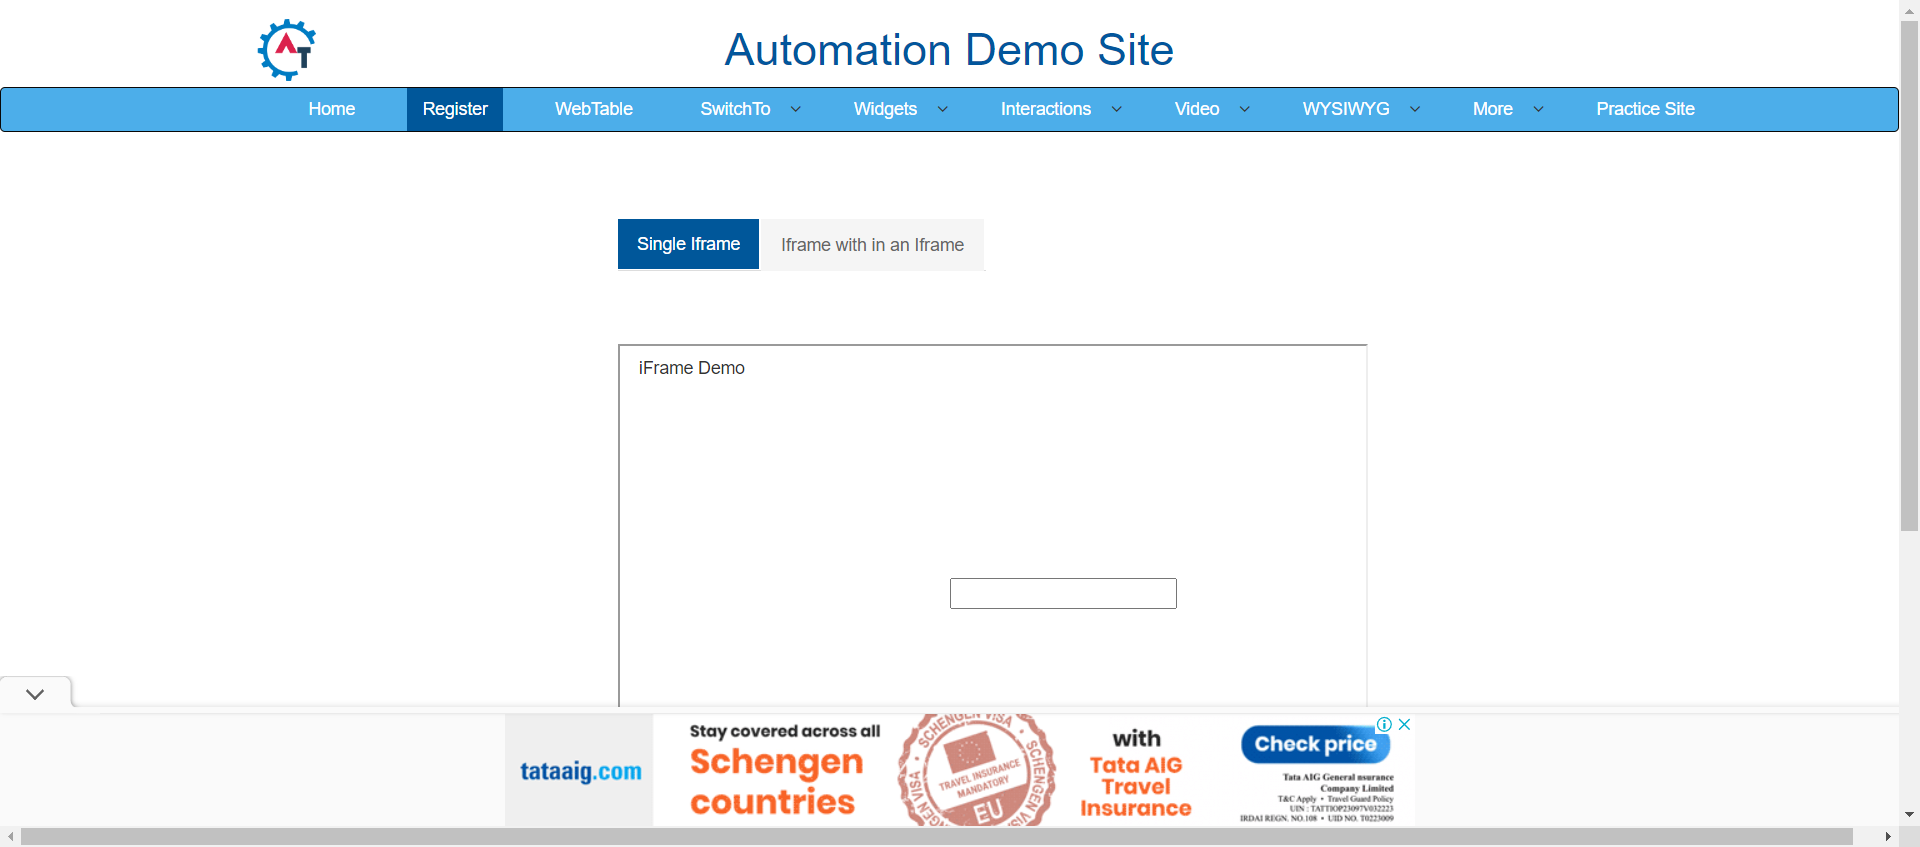 AT
Automation Demo Site
Home Register WebTable SwitchTo Widgets Interactions Video WYSIWYG More Practice Site
Single Iframe Iframe with in an Iframe
iFrame Demo
tataaig.com
Stay covered across all
Schengen
countries
SCHENGEN VISA
TRAVEL INSURANCE
MANDATORY
EU
with
Tata AIG
Travel
Insurance
Check price
Tata AIG General nsurance
Company Limited
T&C Apply • Travel Guard Policy
UIN : TATTIOP23097V032223
IRDAI REGN. NO.108 • UID NO. T0223009